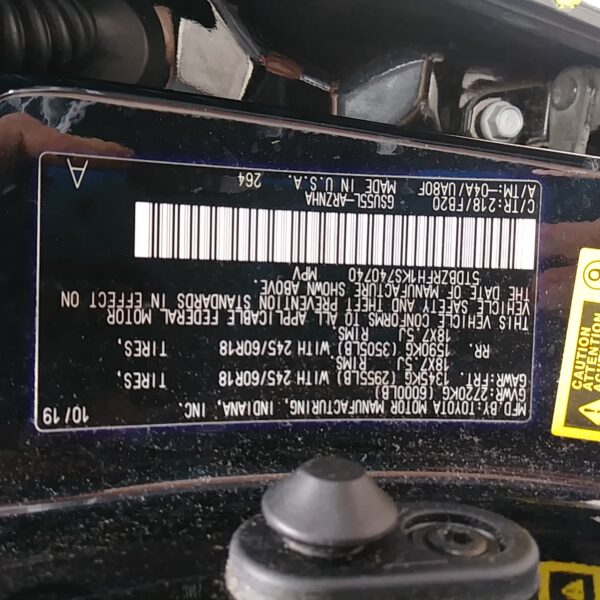 MFD.BY:TOYOTA MOTOR MANUFACTURING, INDIANA, INC. 10/19
GVWR: 2720KG (6000LB)
GAWR:FRT. 1345KG (2955LB) WITH 245/60R18 TIRES,
18X7.5J RIMS
RR. 1590KG (3505LB) WITH 245/60R18 TIRES,
18X7.5J RIMS
THIS VEHICLE CONFORMS TO ALL APPLICABLE FEDERAL MOTOR
VEHICLE SAFETY AND THEFT PREVENTION STANDARDS IN EFFECT ON
THE DATE OF MANUFACTURE SHOWN ABOVE.
5TDBZRFH1KS740740 MPV
C/TR:218/FB20 GSU55L-ARZNHA
A/TM:-04A/UA80F MADE IN U.S.A. 264 A
CAUTION
ATTENTION